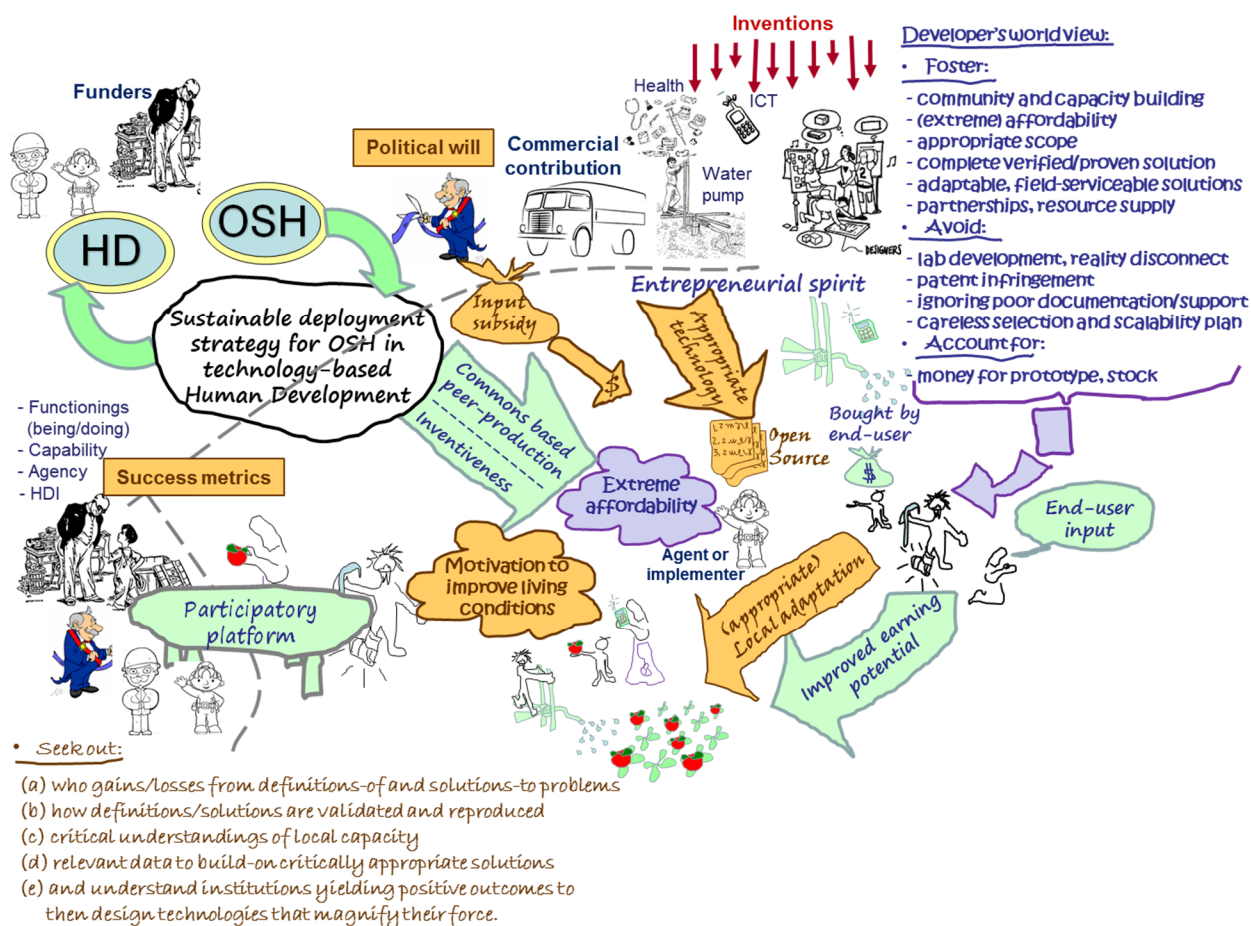 Inventions
Developer's world view:
• Foster:
- community and capacity building
- (extreme) affordability
- appropriate scope
- complete verified/proven solution
- adaptable, field-serviceable solutions
- partnerships, resource supply
• Avoid:
- lab development, reality disconnect
- patent infringement
- ignoring poor documentation/support
- careless selection and scalability plan
• Account for:
- money for prototype, stock
Funders
Health
ICT
Political will
Commercial
contribution
Water
pump
DESIGNERS
OSH
HD
Sustainable deployment
strategy for OSH in
technology-based
Human Development
Input
subsidy
Entrepreneurial spirit
$
Appropriate
technology
Commons based
peer-production
Inventiveness
Bought by
end-user
$
Open
Source
- Functionings
(being/doing)
- Capability
- Agency
- HDI
Success metrics
Extreme
affordability
End-user
input
Agent or
implementer
Motivation to
improve living
conditions
(appropriate)
Local adaptation
Improved earning
potential
Participatory
platform
• Seek out:
(a) who gains/losses from definitions-of and solutions-to problems
(b) how definitions/solutions are validated and reproduced
(c) critical understandings of local capacity
(d) relevant data to build-on critically appropriate solutions
(e) and understand institutions yielding positive outcomes to
then design technologies that magnify their force.